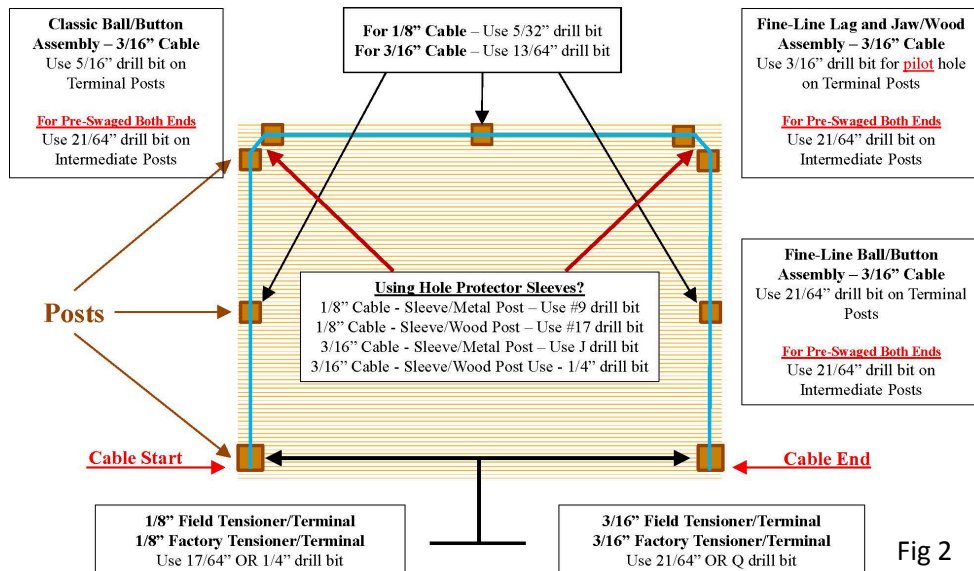 Classic Ball/Button
Assembly – 3/16” Cable
Use 5/16” drill bit on
Terminal Posts
For Pre-Swaged Both Ends
Use 21/64” drill bit on
Intermediate Posts
For 1/8” Cable – Use 5/32” drill bit
For 3/16” Cable – Use 13/64” drill bit
Fine-Line Lag and Jaw/Wood
Assembly – 3/16” Cable
Use 3/16” drill bit for pilot hole
on Terminal Posts
For Pre-Swaged Both Ends
Use 21/64” drill bit on
Intermediate Posts
Posts
Using Hole Protector Sleeves?
1/8” Cable - Sleeve/Metal Post – Use #9 drill bit
1/8” Cable - Sleeve/Wood Post – Use #17 drill bit
3/16” Cable - Sleeve/Metal Post – Use J drill bit
3/16” Cable - Sleeve/Wood Post Use - 1/4” drill bit
Fine-Line Ball/Button
Assembly – 3/16” Cable
Use 21/64” drill bit on Terminal
Posts
For Pre-Swaged Both Ends
Use 21/64” drill bit on
Intermediate Posts
Cable Start
Cable End
1/8” Field Tensioner/Terminal
1/8” Factory Tensioner/Terminal
Use 17/64” OR 1/4” drill bit
3/16” Field Tensioner/Terminal
3/16” Factory Tensioner/Terminal
Use 21/64” OR Q drill bit
Fig 2